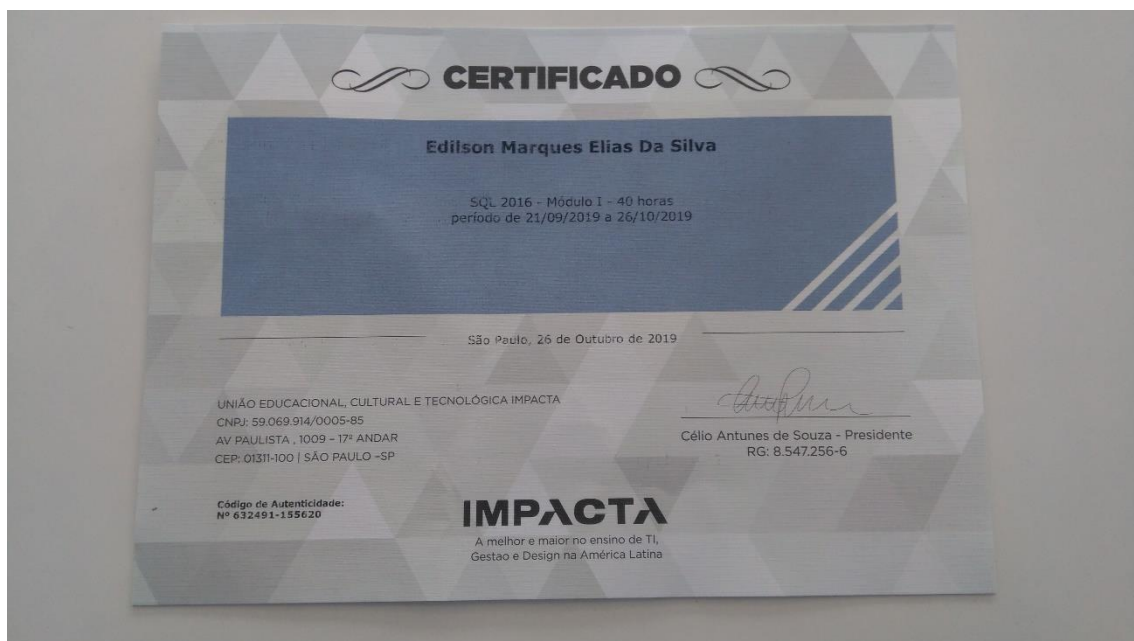 CERTIFICADO
Edilson Marques Elias Da Silva
SQL 2016 - Módulo I - 40 horas
período de 21/09/2019 a 26/10/2019
São Paulo, 26 de Outubro de 2019
UNIÃO EDUCACIONAL, CULTURAL E TECNOLÓGICA IMPACTA
CNPJ: 59.069.914/0005-85
AV PAULISTA , 1009 – 17º ANDAR
CEP: 01311-100 | SÃO PAULO –SP
Célio Antunes de Souza - Presidente
RG: 8.547.256-6
Código de Autenticidade:
Nº 632491-155620
IMPACTA
A melhor e maior no ensino de TI,
Gestao e Design na América Latina